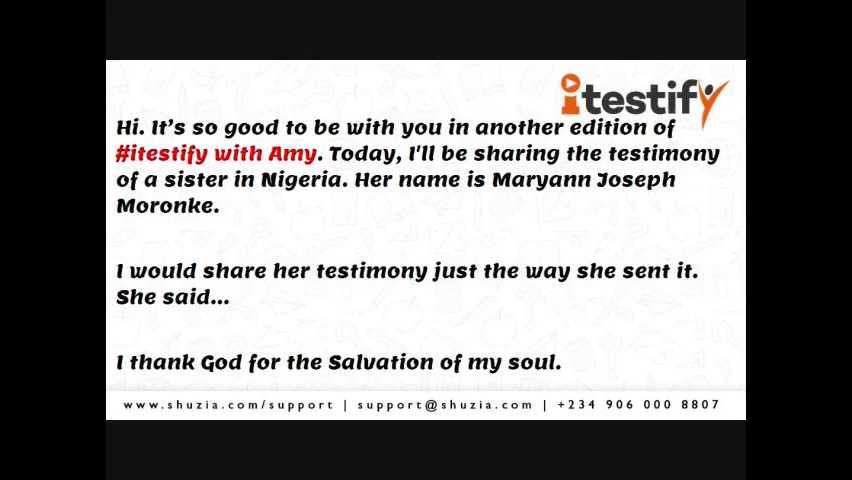 itestify
Hi. It's so good to be with you in another edition of
#itestify with Amy. Today, I'll be sharing the testimony
of a sister in Nigeria. Her name is Maryann Joseph
Moronke.
I would share her testimony just the way she sent it.
She said...
I thank God for the Salvation of my soul.
www.shuzia.com/support | support@shuzia.com | +234 906 000 8807